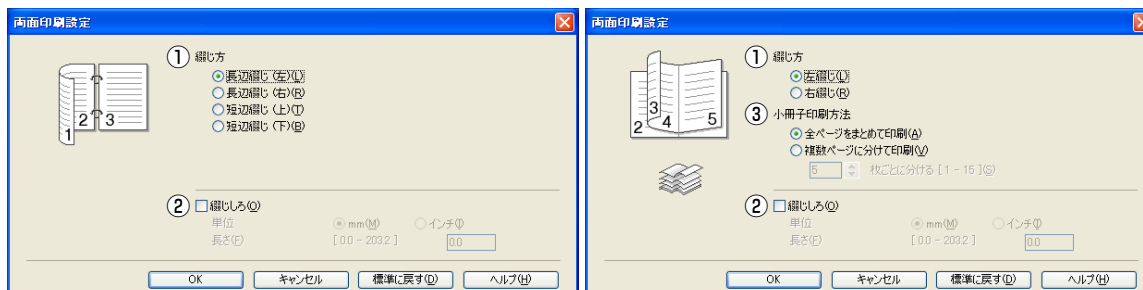 両面印刷設定
1 2 3
① 綴じ方
長辺綴じ (左)(L)
長辺綴じ (右)(R)
短辺綴じ (上)(T)
短辺綴じ (下)(B)
② 綴じしろ(O)
単位 mm(M) インチ(I)
長さ(F) [ 0.0 - 203.2 ] 0.0
OK キャンセル 標準に戻す(D) ヘルプ(H)
両面印刷設定
2 3 4 5
① 綴じ方
左綴じ(L)
右綴じ(R)
③ 小冊子印刷方法
全ページをまとめて印刷(A)
複数ページに分けて印刷(V)
5 枚ごとに分ける [ 1 - 15 ](S)
② 綴じしろ(O)
単位 mm(M) インチ(I)
長さ(F) [ 0.0 - 203.2 ] 0.0
OK キャンセル 標準に戻す(D) ヘルプ(H)